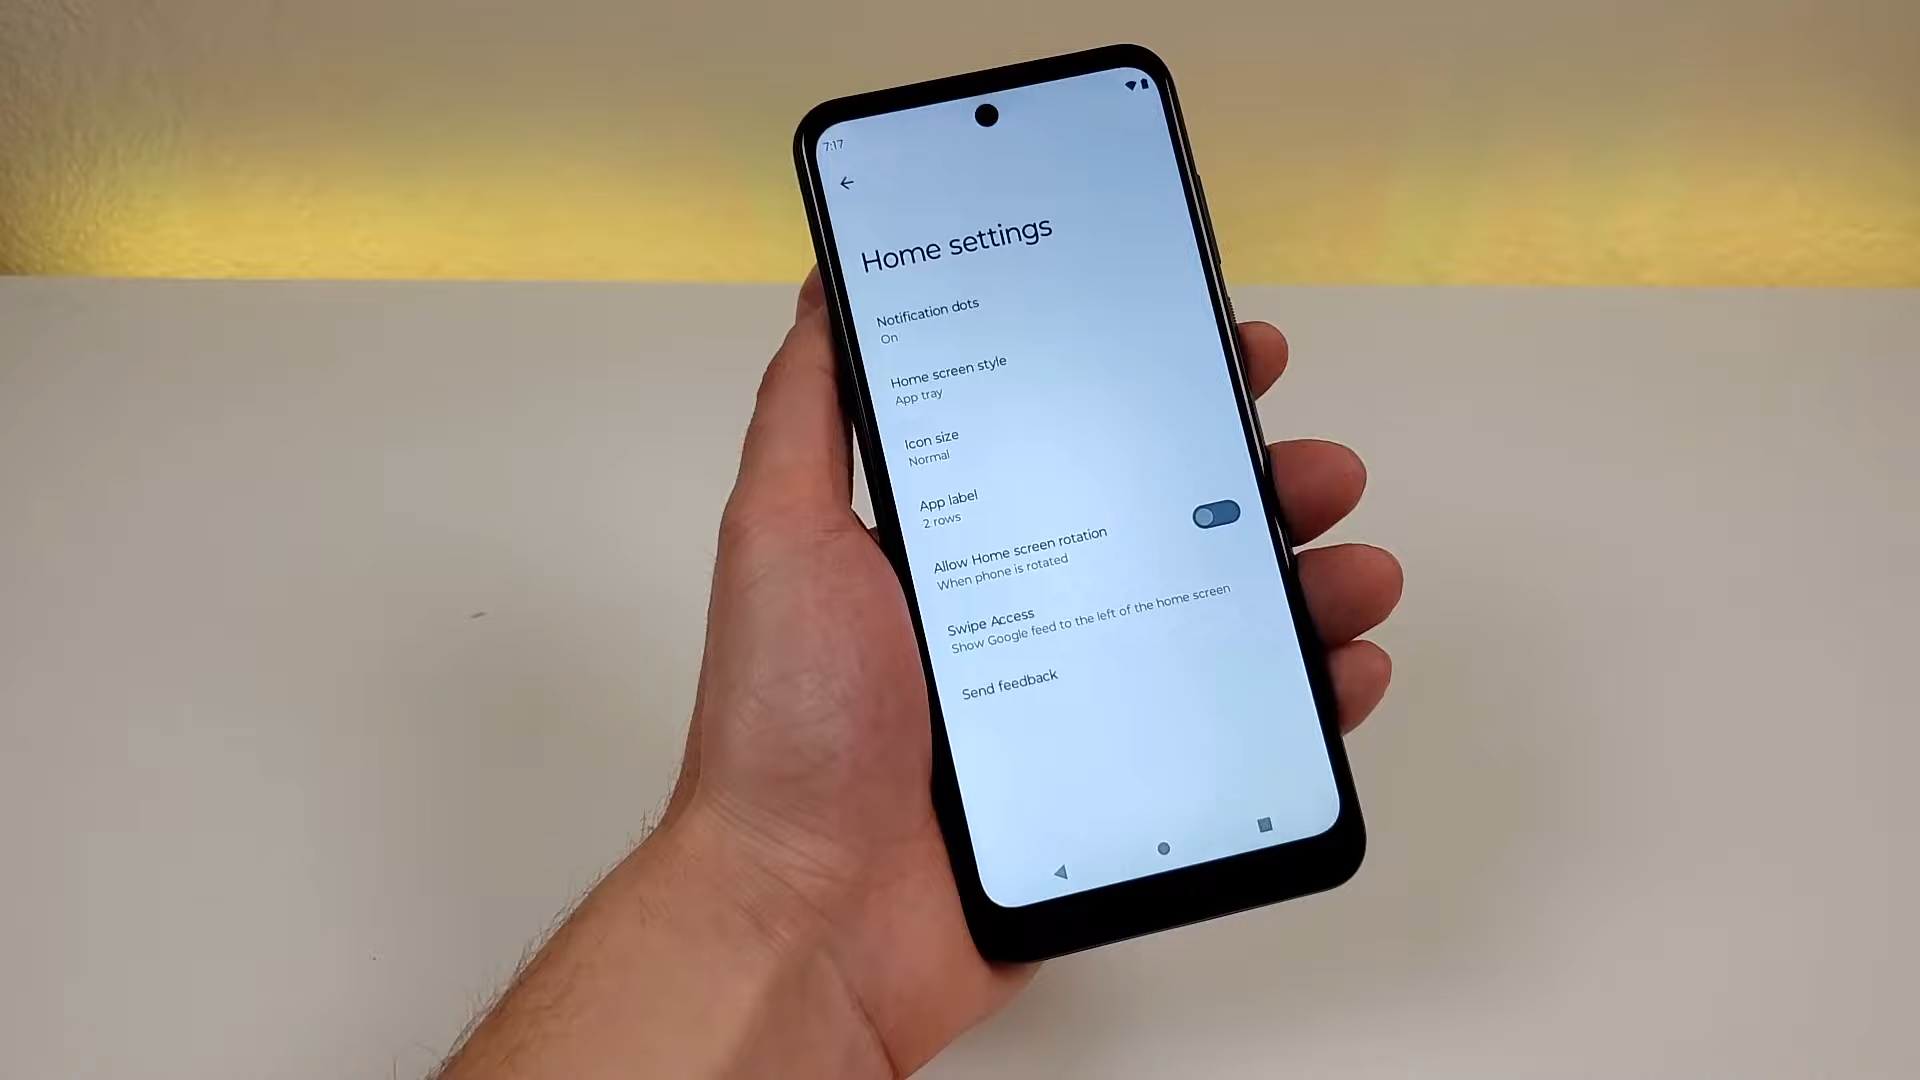 7:17
Home settings
Notification dots
On
Home screen style
App tray
Icon size
Normal
App label
2 rows
Allow Home screen rotation
When phone is rotated
Swipe Access
Show Google feed to the left of the home screen
Send feedback